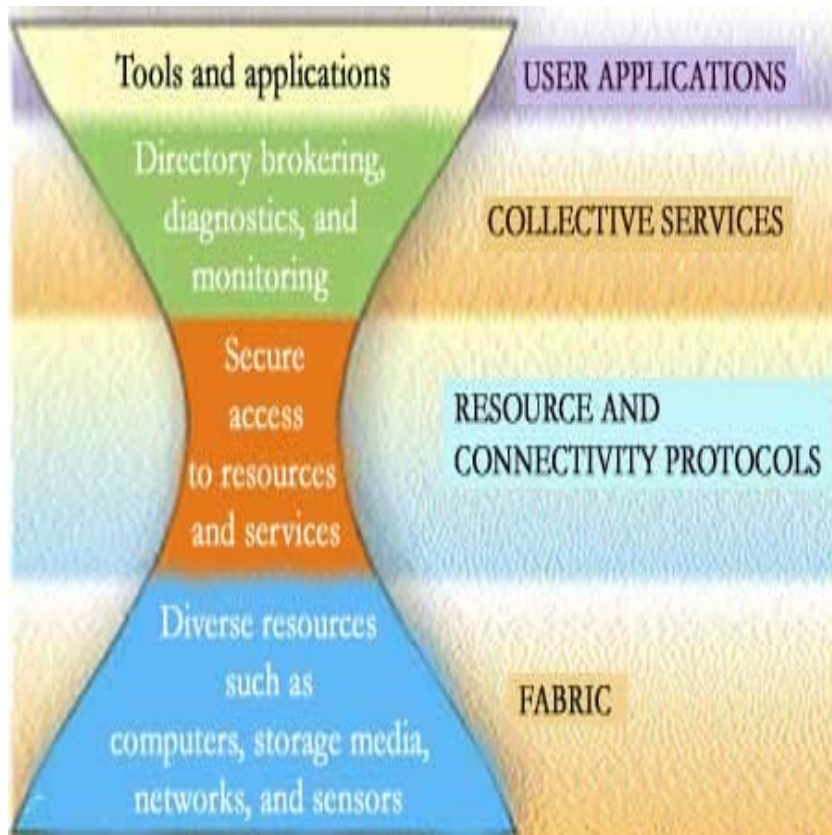 Tools and applications
USER APPLICATIONS
Directory brokering,
diagnostics, and
monitoring
COLLECTIVE SERVICES
Secure
access
to resources
and services
RESOURCE AND
CONNECTIVITY PROTOCOLS
Diverse resources
such as
computers, storage media,
networks, and sensors
FABRIC